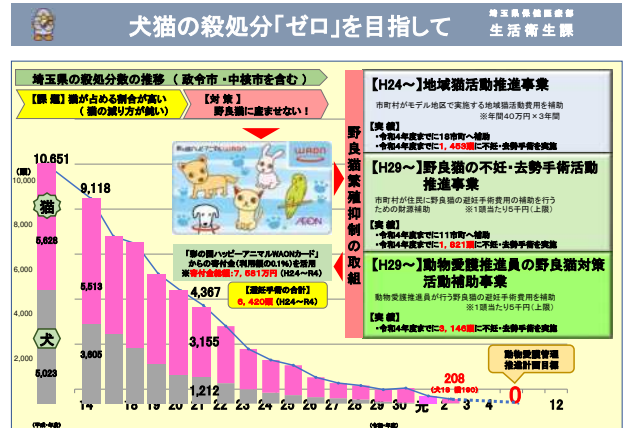 犬猫の殺処分「ゼロ」を目指して
埼玉県保健医療部
生活衛生課
埼玉県の殺処分数の推移（政令市・中核市を含む）
【課 題】猫が占める割合が高い
（猫の減り方が鈍い）
【対 策】
野良猫に産ませない！
10,651
(頭)
10,000
9,118
8,000
猫
5,628
6,000
5,513
4,367
4,000
犬
3,605
3,155
2,000
5,023
1,212
208
0
動物愛護管理
推進計画目標
14 18 19 20 21 22 23 24 25 26 27 28 29 30 元 2 3 4 12
WAON
AEON
「彩の国ハッピーアニマルWAONカード」
からの寄付金（利用額の0.1%）を活用
※寄付金総額：7,581万円（H24～R4）
【避妊手術の合計】
6,420頭（H24～R4）
野良猫繁殖抑制の取組
【H24～】地域猫活動推進事業
市町村がモデル地区で実施する地域猫活動費用を補助
※年間40万円×3年間
【実 績】
・令和4年度までに18市町へ補助
・令和4年度までに1,453頭に不妊・去勢手術を実施
【H29～】野良猫の不妊・去勢手術活動
推進事業
市町村が住民に野良猫の避妊手術費用の補助を行う
ための財源補助 ※1頭当たり5千円(上限)
【実 績】
・令和4年度までに11市町へ補助
・令和4年度までに1,821頭に不妊・去勢手術を実施
【H29～】動物愛護推進員の野良猫対策
活動補助事業
動物愛護推進員が行う野良猫の避妊手術費用を補助
※1頭当たり5千円(上限)
【実 績】
・令和4年度までに3,146頭に不妊・去勢手術を実施